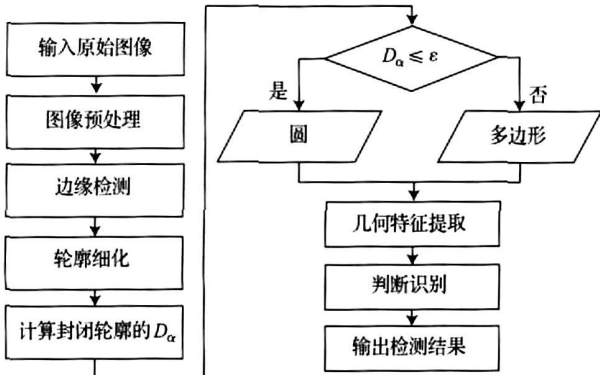 输入原始图像
图像预处理
边缘检测
轮廓细化
计算封闭轮廓的Dα
Dα ≤ ε
是
否
圆
多边形
几何特征提取
判断识别
输出检测结果